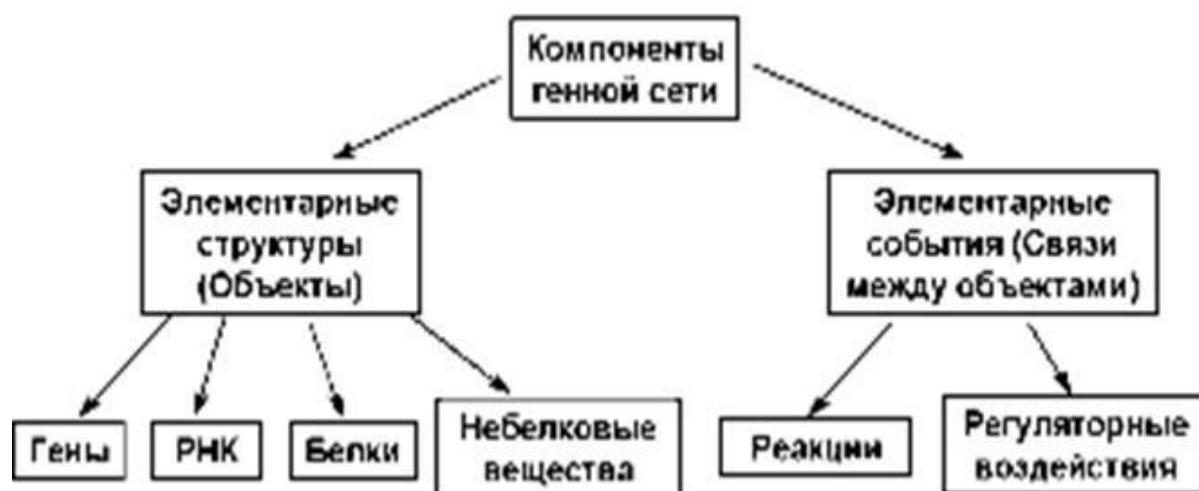 Компоненты
генной сети
Элементарные
структуры
(Объекты)
Элементарные
события (Связи
между объектами)
Гены
РНК
Белки
Небелковые
вещества
Реакции
Регуляторные
воздействия